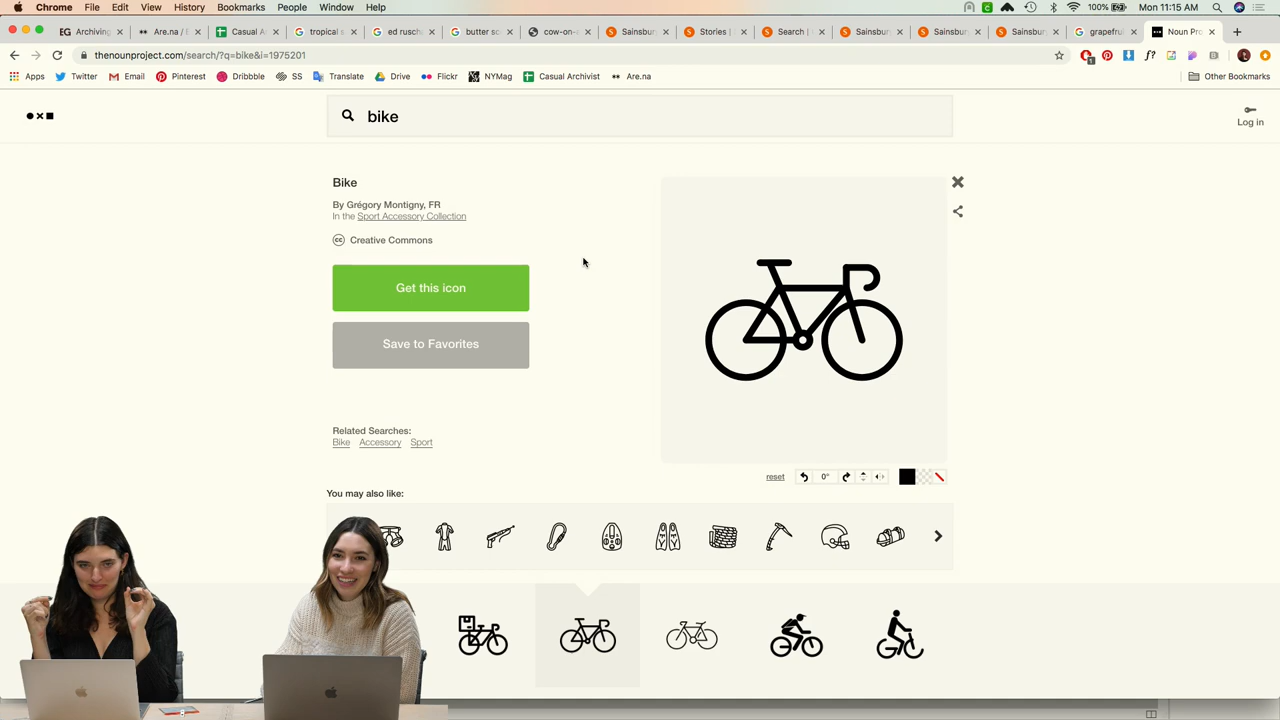 Chrome File Edit View History Bookmarks People Window Help 100% Mon 11:15 AM
EG Archiving Are.na / Casual A tropical s ed rusch butter sc cow-on- Sainsbur Stories | Search | Sainsbur Sainsbur Sainsbur grapefru Noun Pro
thenounproject.com/search/?q=bike&i=1975201
Apps Twitter Email Pinterest Dribbble SS Translate Drive Flickr NYMag Casual Archivist Are.na Other Bookmarks
bike
Log in
Bike
By Grégory Montigny, FR
In the Sport Accessory Collection
cc Creative Commons
Get this icon
Save to Favorites
Related Searches:
Bike Accessory Sport
reset 0°
You may also like: